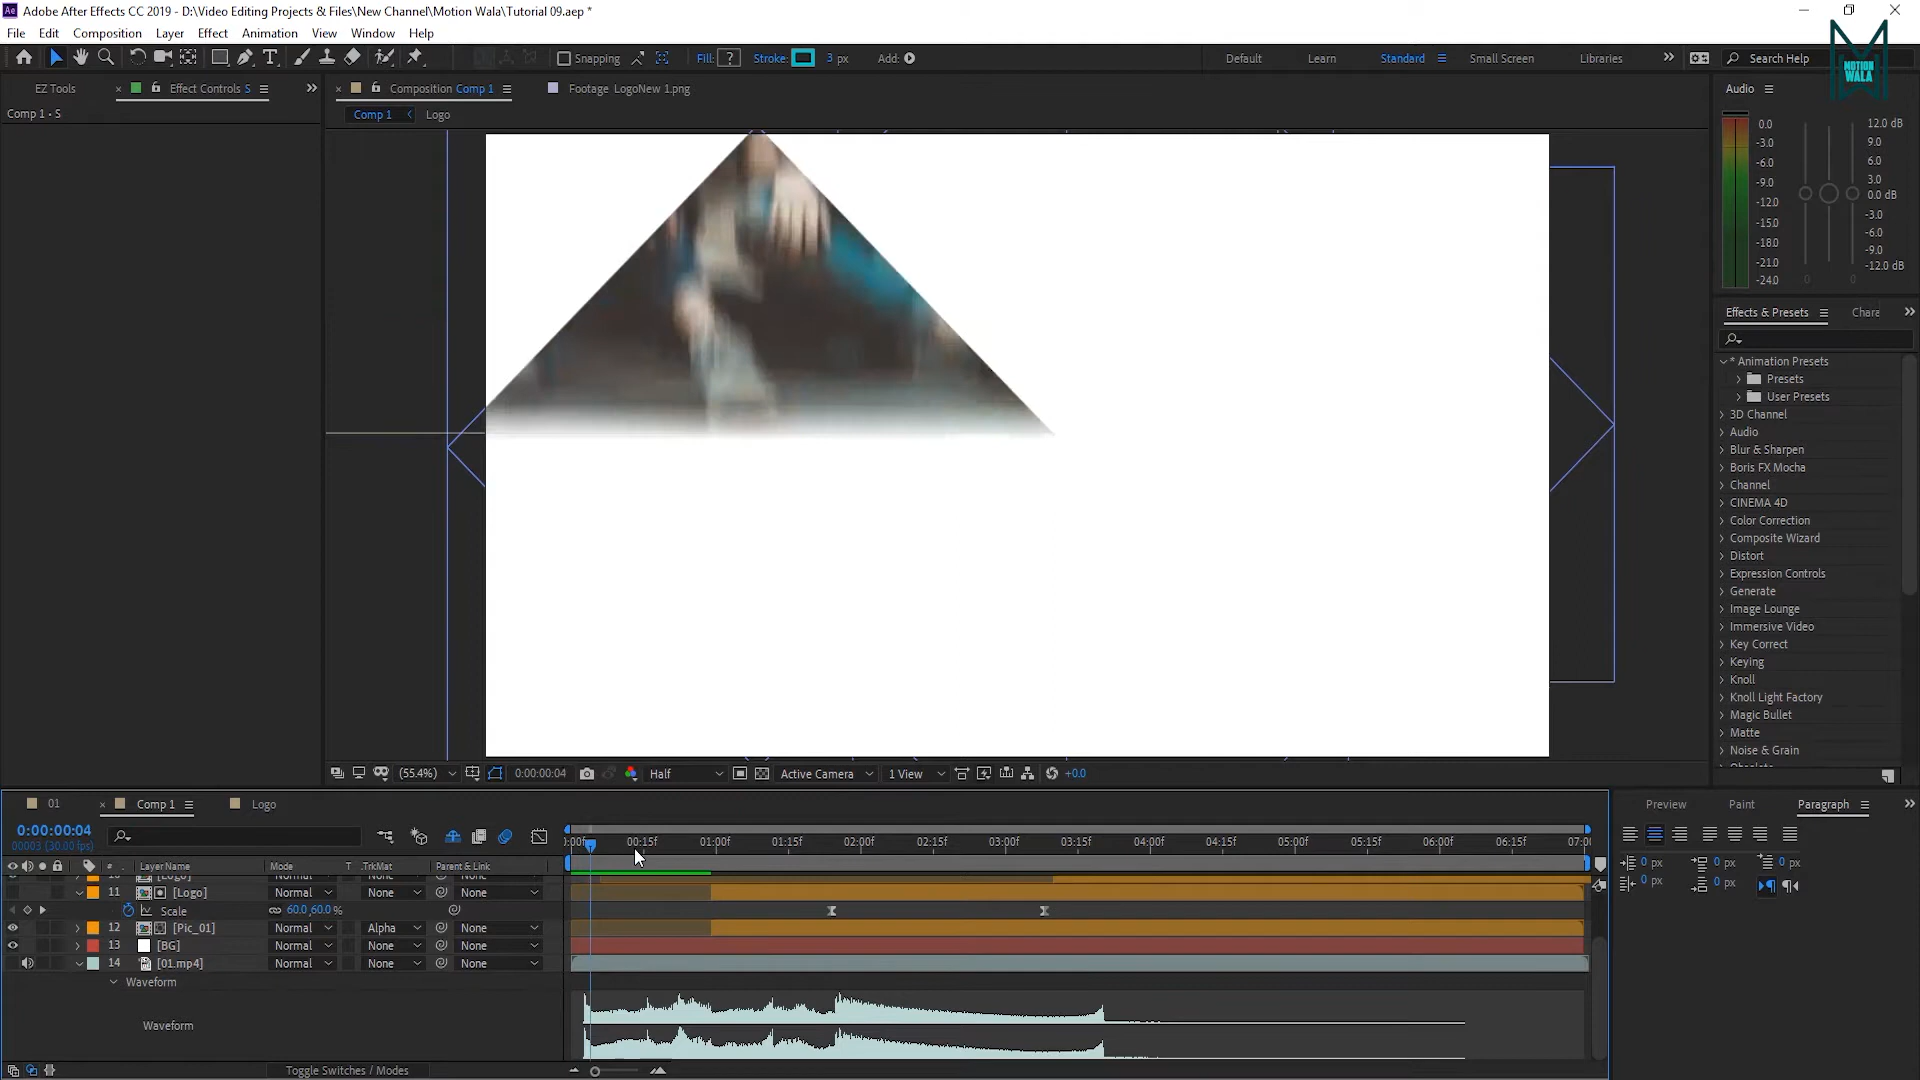 Adobe After Effects CC 2019 - D:\Video Editing Projects & Files\New Channel\Motion Wala\Tutorial 09.aep *
File Edit Composition Layer Effect Animation View Window Help
Snapping Fill: ? Stroke: 3 px Add: Default Learn Standard Small Screen Libraries Search Help
MOTION WALA
EZ Tools Effect Controls S Composition Comp 1 Footage LogoNew 1.png Audio
Comp 1 • S
Comp 1 Logo
0.0
-3.0
-6.0
-9.0
-12.0
-15.0
-18.0
-21.0
-24.0
12.0 dB
9.0
6.0
3.0
0.0 dB
-3.0
-6.0
-9.0
-12.0 dB
0 0
Effects & Presets Chara
* Animation Presets
Presets
User Presets
3D Channel
Audio
Blur & Sharpen
Boris FX Mocha
Channel
CINEMA 4D
Color Correction
Composite Wizard
Distort
Expression Controls
Generate
Image Lounge
Immersive Video
Key Correct
Keying
Knoll
Knoll Light Factory
Magic Bullet
Matte
Noise & Grain
(55.4%) 0:00:00:04 Half Active Camera 1 View +0.0
01 Comp 1 Logo
0:00:00:04
00003 (30.00 fps)
:00f 00:15f 01:00f 01:15f 02:00f 02:15f 03:00f 03:15f 04:00f 04:15f 05:00f 05:15f 06:00f 06:15f 07:00
# Layer Name Mode T .TrkMat Parent & Link
11 [Logo] Normal None None
Scale 60.0,60.0%
12 [Pic_01] Normal Alpha None
13 [BG] Normal None None
14 [01.mp4] Normal None None
Waveform
Waveform
Toggle Switches / Modes
Preview Paint Paragraph
0 px 0 px 0 px
0 px 0 px